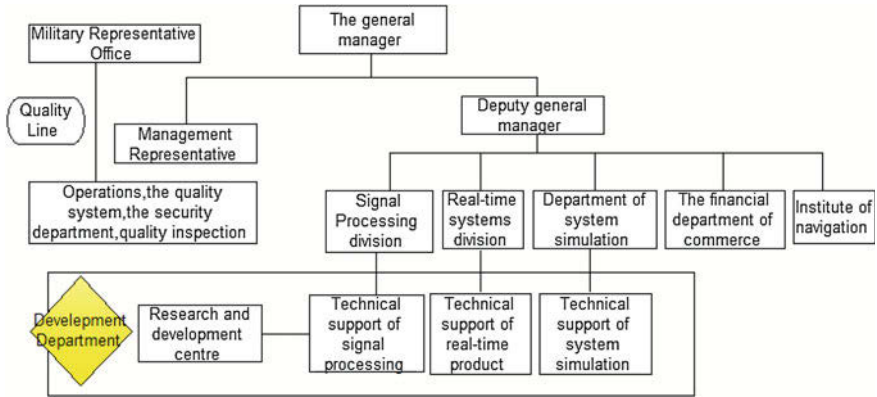 Military Representative
Office
The general
manager
Quality
Line
Management
Representative
Deputy general
manager
Operations,the quality
system,the security
department,quality inspection
Signal
Processing
division
Real-time
systems
division
Department of
system
simulation
The financial
department of
commerce
Institute of
navigation
Develepment
Department
Research and
development
centre
Technical
support of
signal
processing
Technical
support of
real-time
product
Technical
support of
system
simulation